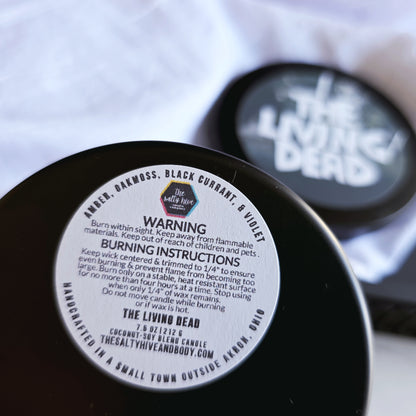 AMBER, OAKMOSS, BLACK CURRANT, & VIOLET
The
Salty Hive
WARNING
Burn within sight. Keep away from flammable
materials. Keep out of reach of children and pets.
BURNING INSTRUCTIONS
Keep wick centered & trimmed to 1/4" to ensure
even burning & prevent flame from becoming too
large. Burn only on a stable, heat resistant surface
for no more than four hours at a time. Stop using
when only 1/4" of wax remains.
Do not move candle while burning
or if wax is hot.
THE LIVING DEAD
7.5 OZ | 212 G
COCONUT-SOY BLEND CANDLE
THESALTYHIVEANDBODY.COM
HANDCRAFTED IN A SMALL TOWN OUTSIDE AKRON, OHIO
THE
LIVING
DEAD